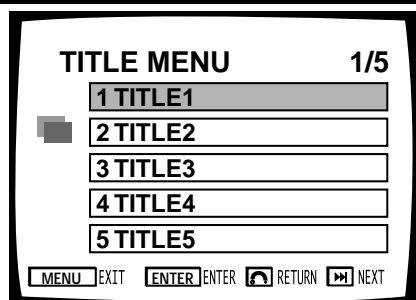 TITLE MENU 1/5
1 TITLE1
2 TITLE2
3 TITLE3
4 TITLE4
5 TITLE5
MENU EXIT ENTER ENTER RETURN NEXT